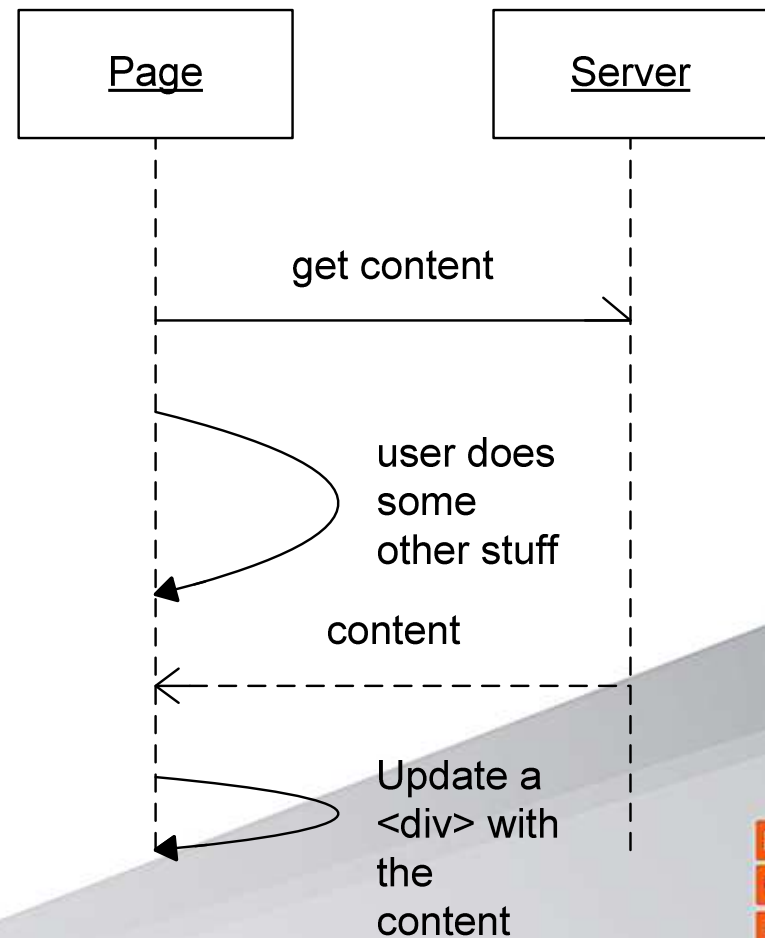 Page
Server
get content
user does
some
other stuff
content
Update a
<div> with
the
content